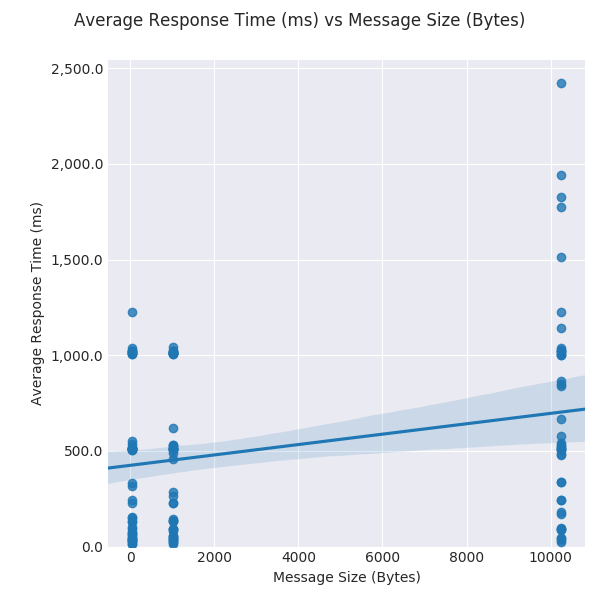 Average Response Time (ms) vs Message Size (Bytes)
2,500.0
2,000.0
1,500.0
1,000.0
500.0
0.0
Average Response Time (ms)
0 2000 4000 6000 8000 10000
Message Size (Bytes)